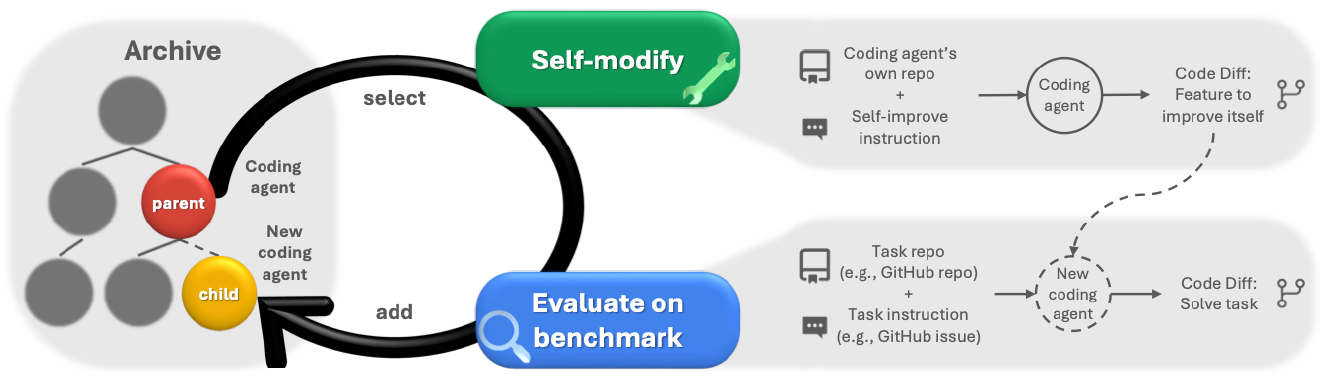 Archive
parent
child
Coding
agent
New
coding
agent
select
add
Self-modify
Evaluate on
benchmark
Coding agent's
own repo
+
Self-improve
instruction
Coding
agent
Code Diff:
Feature to
improve itself
Task repo
(e.g., GitHub repo)
+
Task instruction
(e.g., GitHub issue)
New
coding
agent
Code Diff:
Solve task